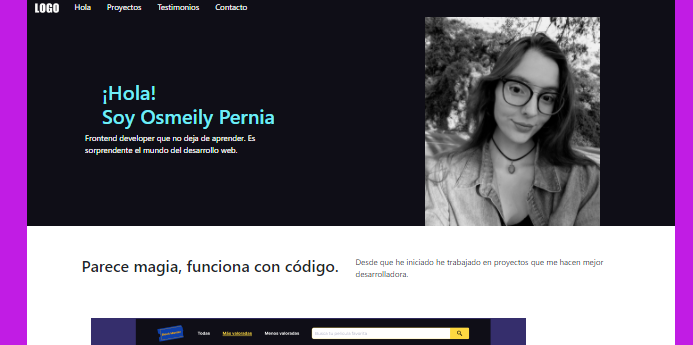 LOGO Hola Proyectos Testimonios Contacto
¡Hola!
Soy Osmeily Pernia
Frontend developer que no deja de aprender. Es
sorprendente el mundo del desarrollo web.
Parece magia, funciona con código.
Desde que he iniciado he trabajado en proyectos que me hacen mejor
desarrolladora.
Todas Más valoradas Menos valoradas